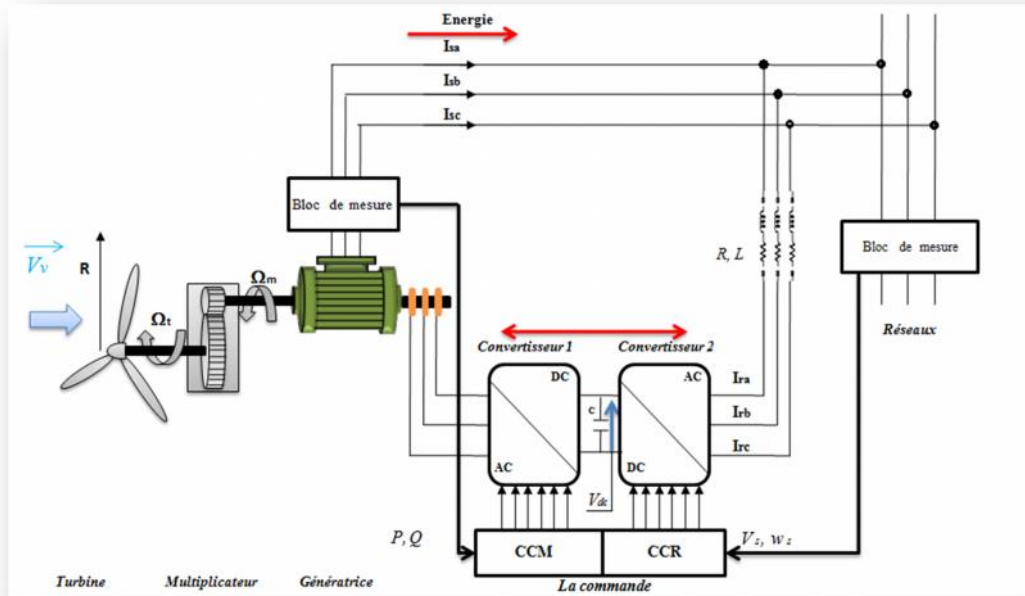 Energie
Isa
Isb
Isc
Bloc de mesure
Bloc de mesure
Vv
R
Ωt
Ωm
R, L
Réseaux
Convertisseur 1
Convertisseur 2
DC
AC
c
Ira
Irb
Irc
AC
DC
Vdc
P, Q
CCM
CCR
Vs, ws
La commande
Turbine
Multiplicateur
Génératrice